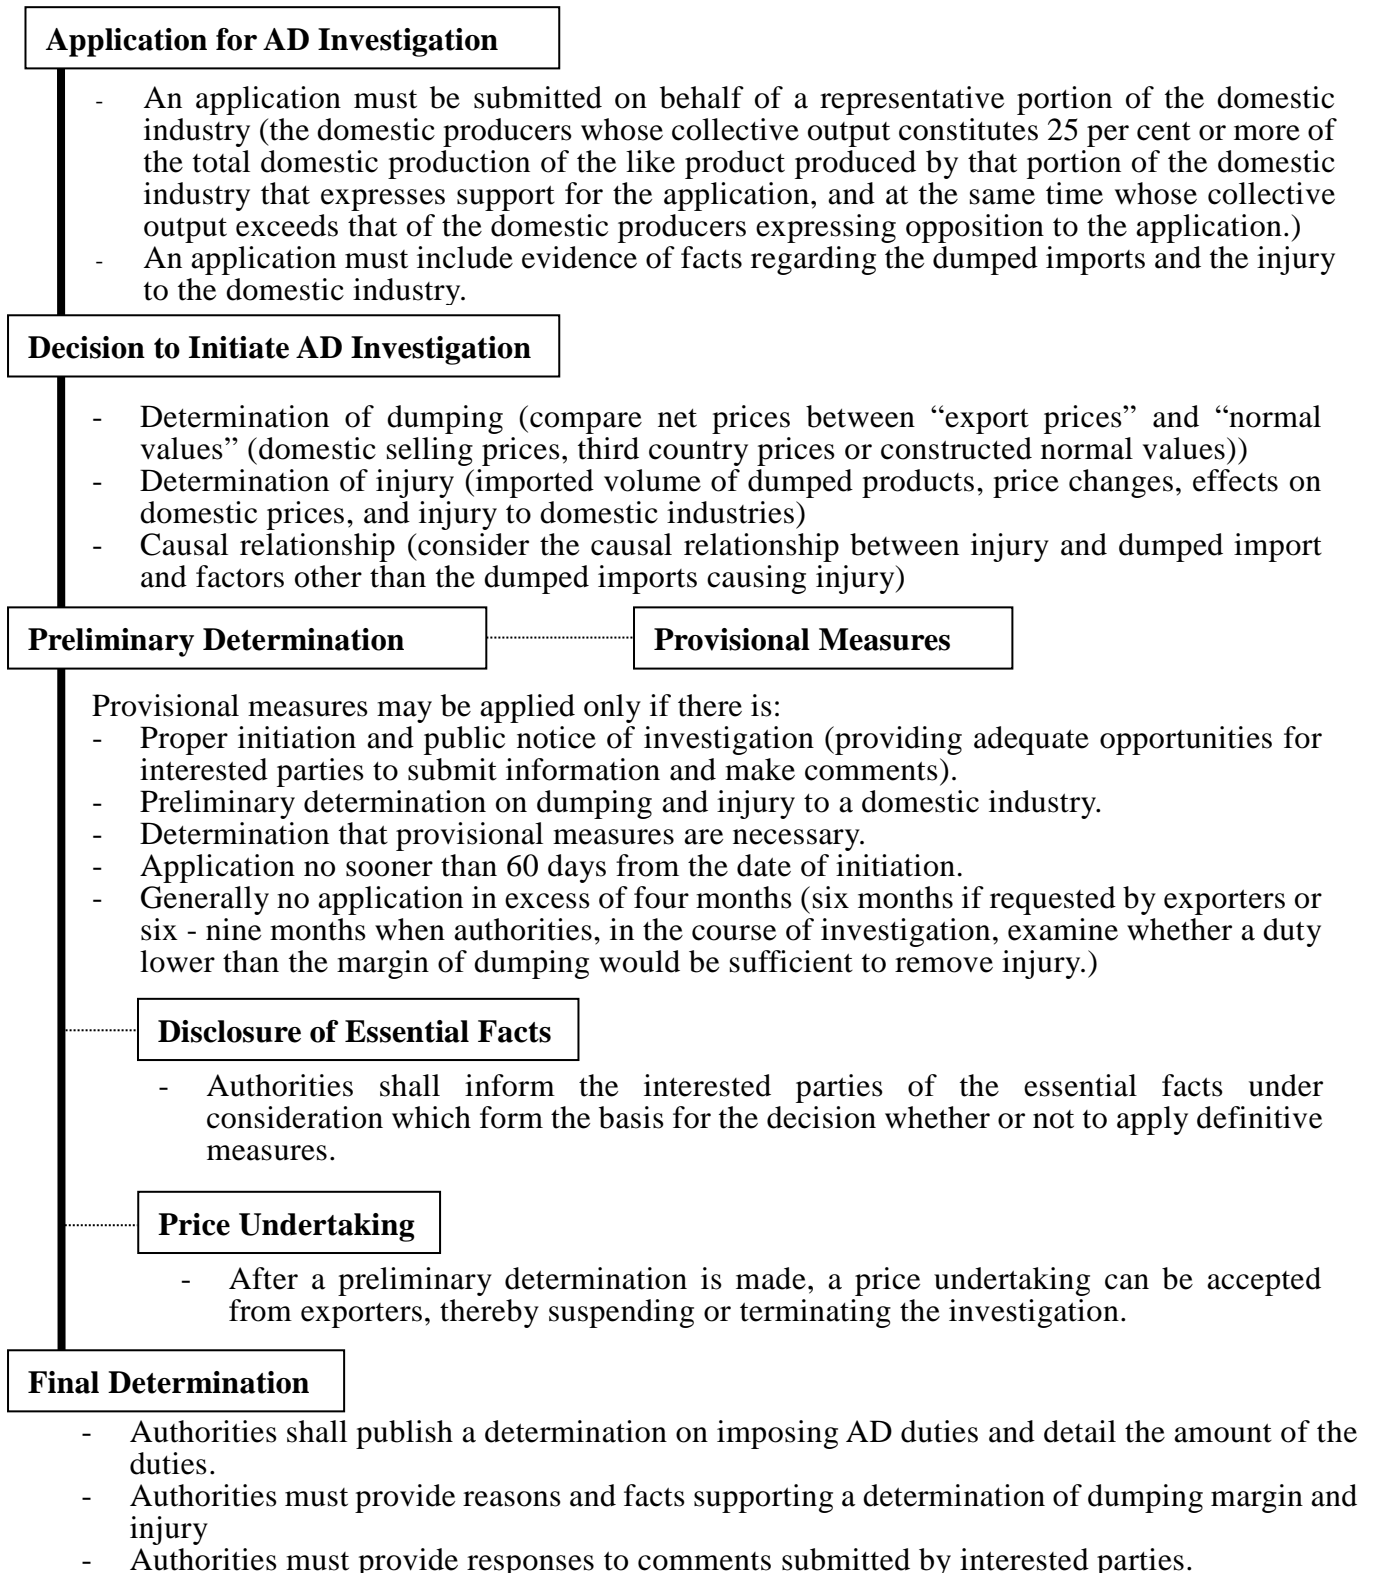 Application for AD Investigation
- An application must be submitted on behalf of a representative portion of the domestic
industry (the domestic producers whose collective output constitutes 25 per cent or more of
the total domestic production of the like product produced by that portion of the domestic
industry that expresses support for the application, and at the same time whose collective
output exceeds that of the domestic producers expressing opposition to the application.)
- An application must include evidence of facts regarding the dumped imports and the injury
to the domestic industry.
Decision to Initiate AD Investigation
- Determination of dumping (compare net prices between “export prices” and “normal
values” (domestic selling prices, third country prices or constructed normal values))
- Determination of injury (imported volume of dumped products, price changes, effects on
domestic prices, and injury to domestic industries)
- Causal relationship (consider the causal relationship between injury and dumped import
and factors other than the dumped imports causing injury)
Preliminary Determination
Provisional Measures
Provisional measures may be applied only if there is:
- Proper initiation and public notice of investigation (providing adequate opportunities for
interested parties to submit information and make comments).
- Preliminary determination on dumping and injury to a domestic industry.
- Determination that provisional measures are necessary.
- Application no sooner than 60 days from the date of initiation.
- Generally no application in excess of four months (six months if requested by exporters or
six - nine months when authorities, in the course of investigation, examine whether a duty
lower than the margin of dumping would be sufficient to remove injury.)
Disclosure of Essential Facts
- Authorities shall inform the interested parties of the essential facts under
consideration which form the basis for the decision whether or not to apply definitive
measures.
Price Undertaking
- After a preliminary determination is made, a price undertaking can be accepted
from exporters, thereby suspending or terminating the investigation.
Final Determination
- Authorities shall publish a determination on imposing AD duties and detail the amount of the
duties.
- Authorities must provide reasons and facts supporting a determination of dumping margin and
injury
- Authorities must provide responses to comments submitted by interested parties.